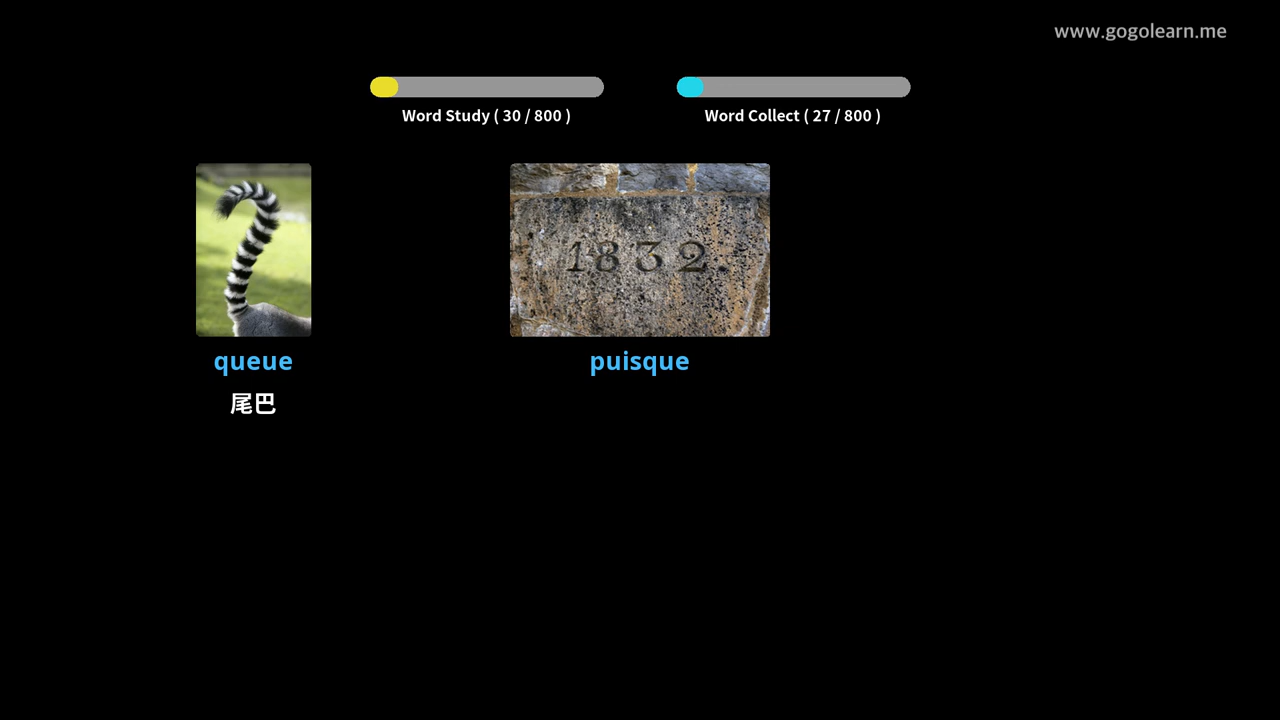 www.gogolearn.me
Word Study ( 30 / 800 )
Word Collect ( 27 / 800 )
1832
queue
puisque
尾巴